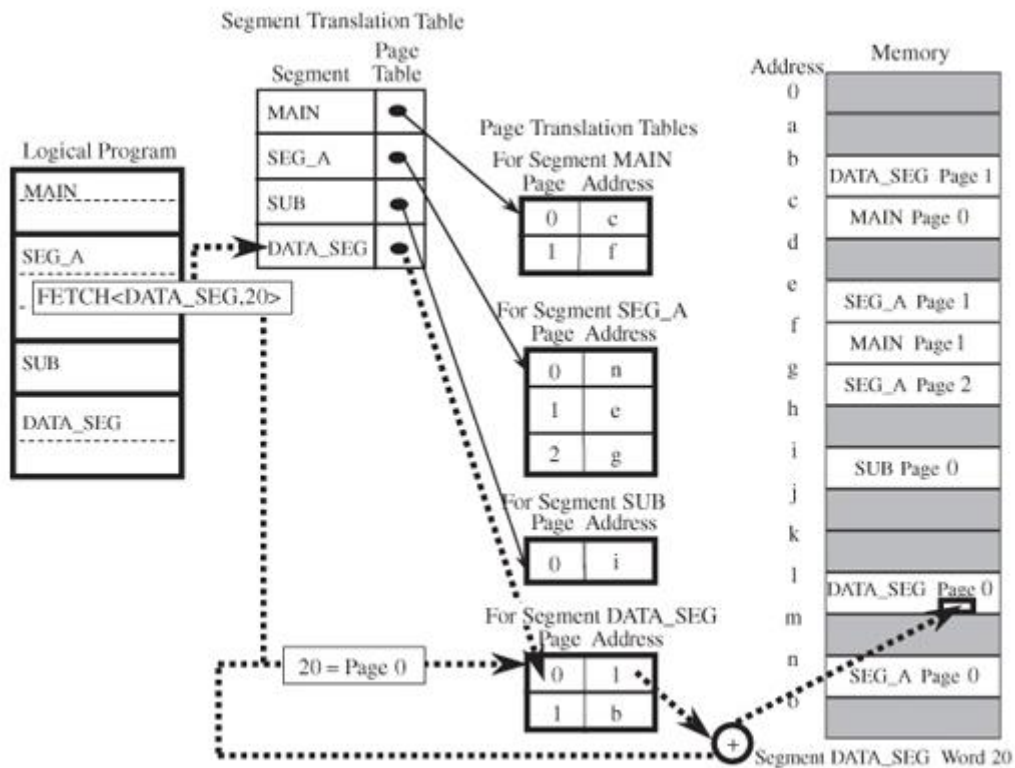 Segment Translation Table
Segment Page Table
MAIN
SEG_A
SUB
DATA_SEG
Logical Program
MAIN
SEG_A
FETCH<DATA_SEG,20>
SUB
DATA_SEG
Page Translation Tables
For Segment MAIN
Page Address
0 c
1 f
For Segment SEG_A
Page Address
0 n
1 e
2 g
For Segment SUB
Page Address
0 i
For Segment DATA_SEG
Page Address
0 l
1 b
20 = Page 0
+
Address
Memory
0
a
b
DATA_SEG Page 1
c
MAIN Page 0
d
e
SEG_A Page 1
f
MAIN Page1
g
SEG_A Page 2
h
i
SUB Page 0
j
k
l
DATA_SEG Page 0
m
n
SEG_A Page 0
o
Segment DATA_SEG Word 20